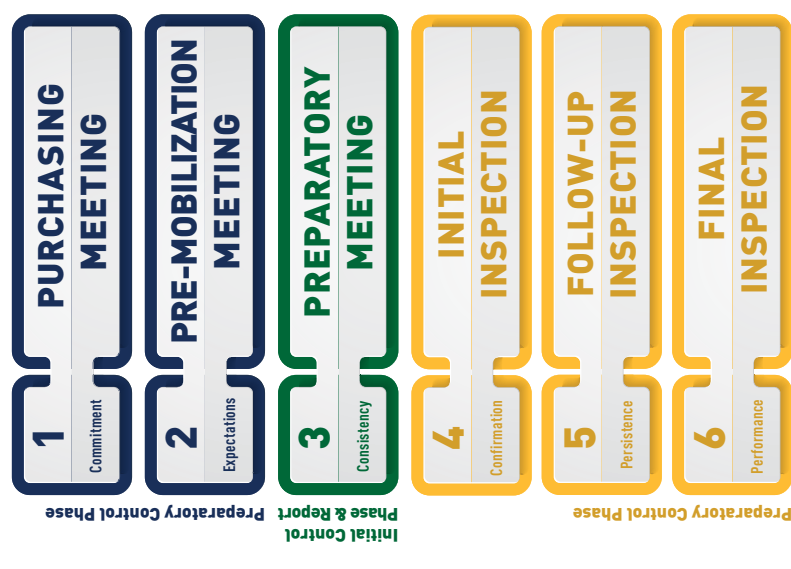 1
Commitment
PURCHASING
MEETING
2
Expectations
PRE-MOBILIZATION
MEETING
Preparatory Control Phase
3
Consistency
PREPARATORY
MEETING
Initial Control
Phase & Report
4
Confirmation
INITIAL
INSPECTION
5
Persistence
FOLLOW-UP
INSPECTION
6
Performance
FINAL
INSPECTION
Preparatory Control Phase